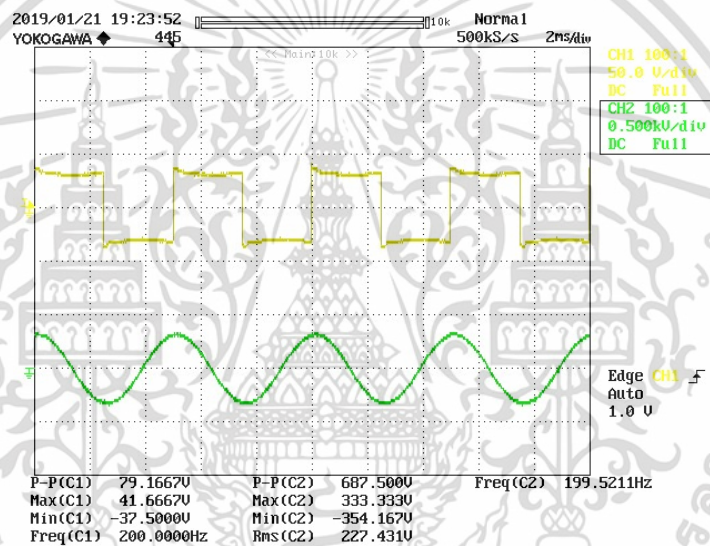 2019/01/21 19:23:52 10k Normal
YOKOGAWA ◆ 445 500kS/s 2ms/div
<< Main:10k >>
CH1 100:1
50.0 V/div
DC Full
CH2 100:1
0.500kV/div
DC Full
Edge CH1
Auto
1.0 V
P-P(C1) 79.1667V P-P(C2) 687.500V Freq(C2) 199.5211Hz
Max(C1) 41.6667V Max(C2) 333.333V
Min(C1) -37.5000V Min(C2) -354.167V
Freq(C1) 200.0000Hz Rms(C2) 227.431V